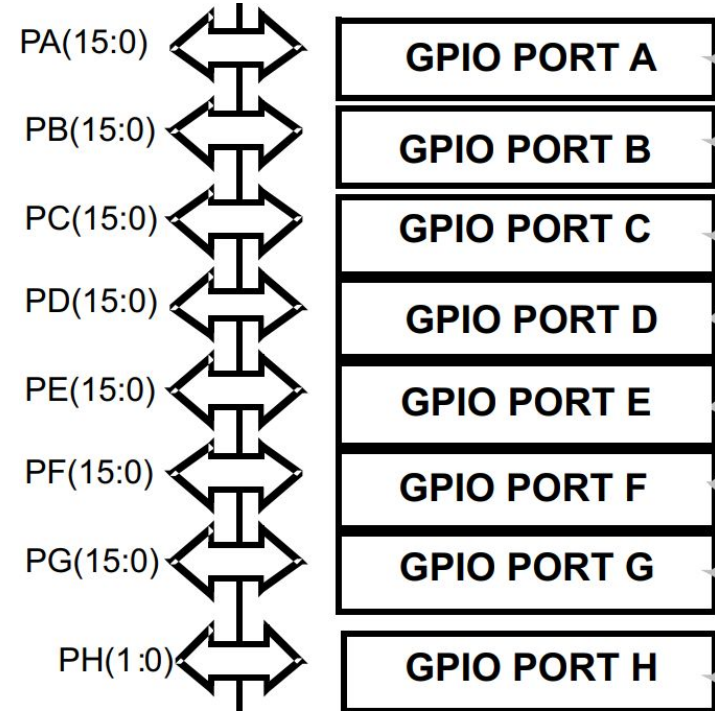 PA(15:0) GPIO PORT A
PB(15:0) GPIO PORT B
PC(15:0) GPIO PORT C
PD(15:0) GPIO PORT D
PE(15:0) GPIO PORT E
PF(15:0) GPIO PORT F
PG(15:0) GPIO PORT G
PH(1:0) GPIO PORT H